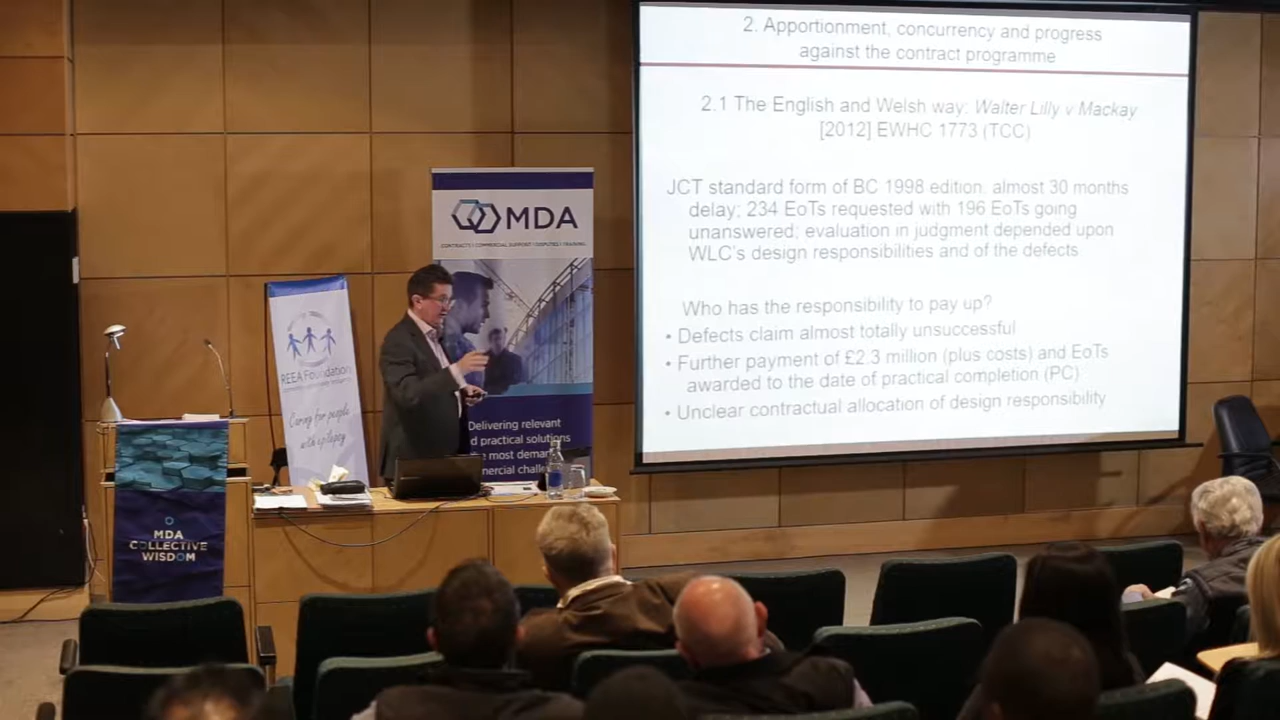 2. Apportionment, concurrency and progress
against the contract programme
2.1 The English and Welsh way: Walter Lilly v Mackay
[2012] EWHC 1773 (TCC)
JCT standard form of BC 1998 edition, almost 30 months
delay; 234 EoTs requested with 196 EoTs going
unanswered; evaluation in judgment depended upon
WLC's design responsibilities and of the defects
Who has the responsibility to pay up?
• Defects claim almost totally unsuccessful
• Further payment of £2.3 million (plus costs) and EoTs
awarded to the date of practical completion (PC)
• Unclear contractual allocation of design responsibility
MDA
CONTRACTS | COMMERCIAL SUPPORT | DISPUTES | TRAINING
Delivering relevant
practical solutions
most
REEA Foundation
Caring for people
with epilepsy
MDA
COLLECTIVE
WISDOM